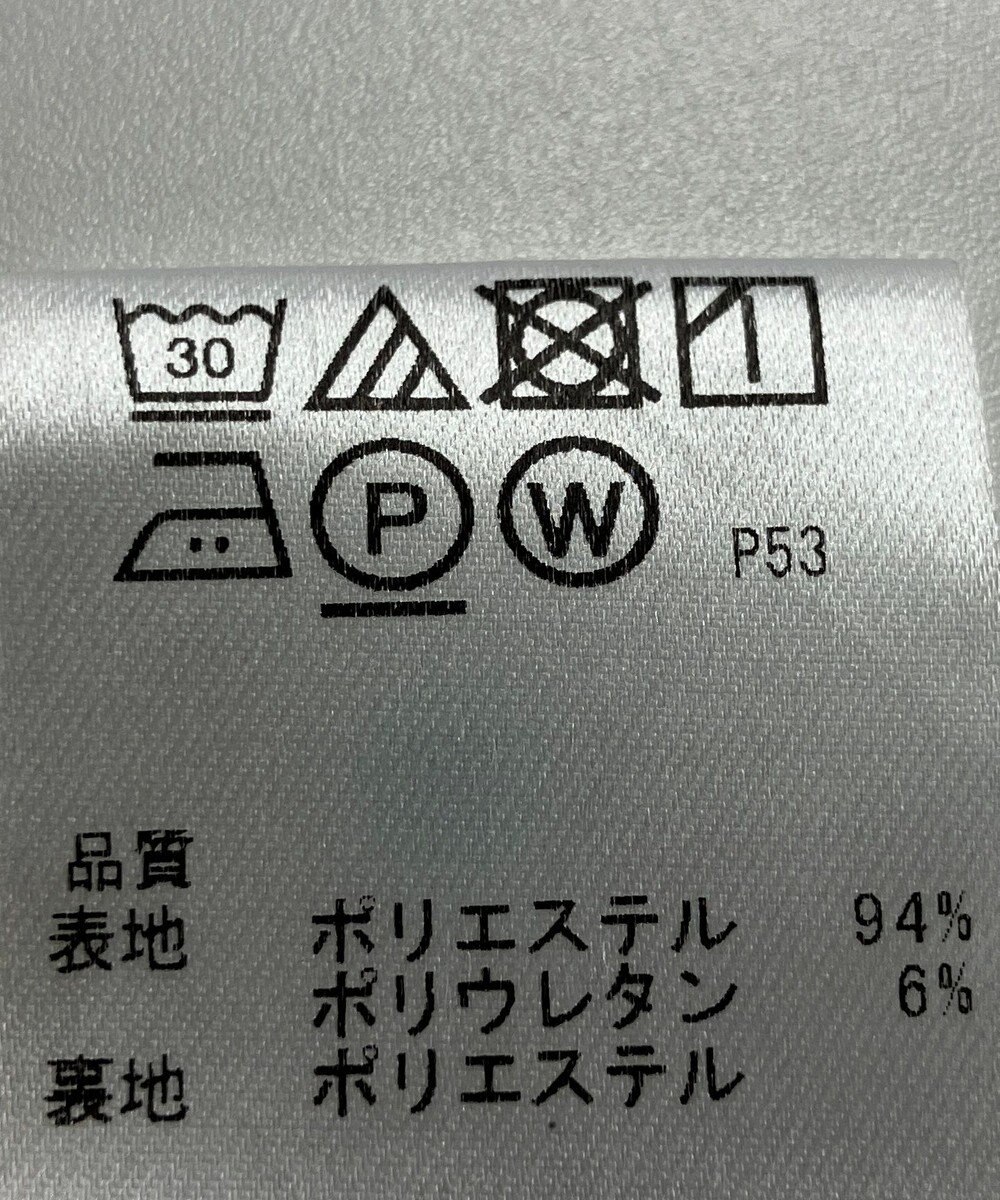 30
P W P53
品質
表地 ポリエステル 94%
ポリウレタン 6%
裏地 ポリエステル